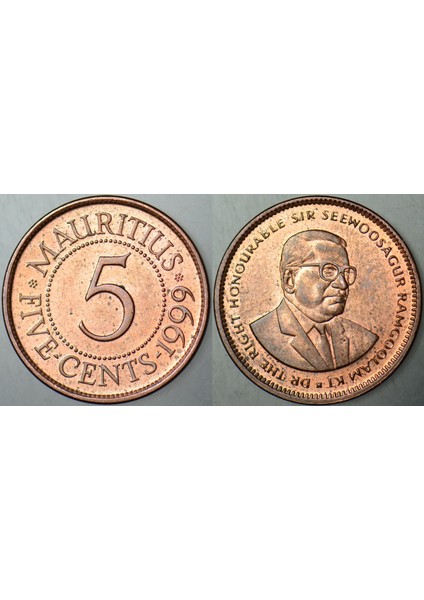 MAURITIUS
5
FIVE·CENTS·1999
DR THE RIGHT HONOURABLE SIR SEEWOOSAGUR RAMGOOLAM KT